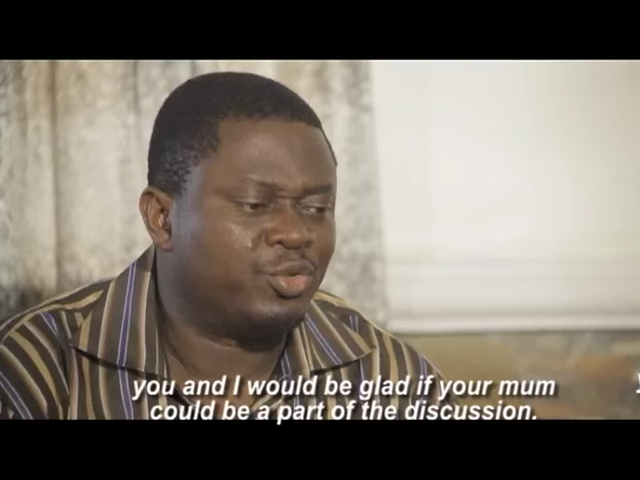 you and I would be glad if your mum
could be a part of the discussion.